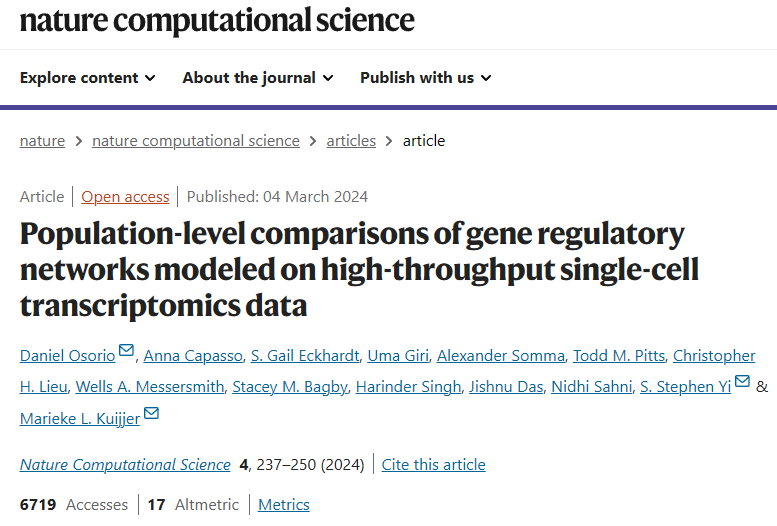 nature computational science
Explore content About the journal Publish with us
nature > nature computational science > articles > article
Article | Open access | Published: 04 March 2024
Population-level comparisons of gene regulatory
networks modeled on high-throughput single-cell
transcriptomics data
Daniel Osorio, Anna Capasso, S. Gail Eckhardt, Uma Giri, Alexander Somma, Todd M. Pitts, Christopher
H. Lieu, Wells A. Messersmith, Stacey M. Bagby, Harinder Singh, Jishnu Das, Nidhi Sahni, S. Stephen Yi &
Marieke L. Kuijjer
Nature Computational Science 4, 237–250 (2024) | Cite this article
6719 Accesses | 17 Altmetric | Metrics